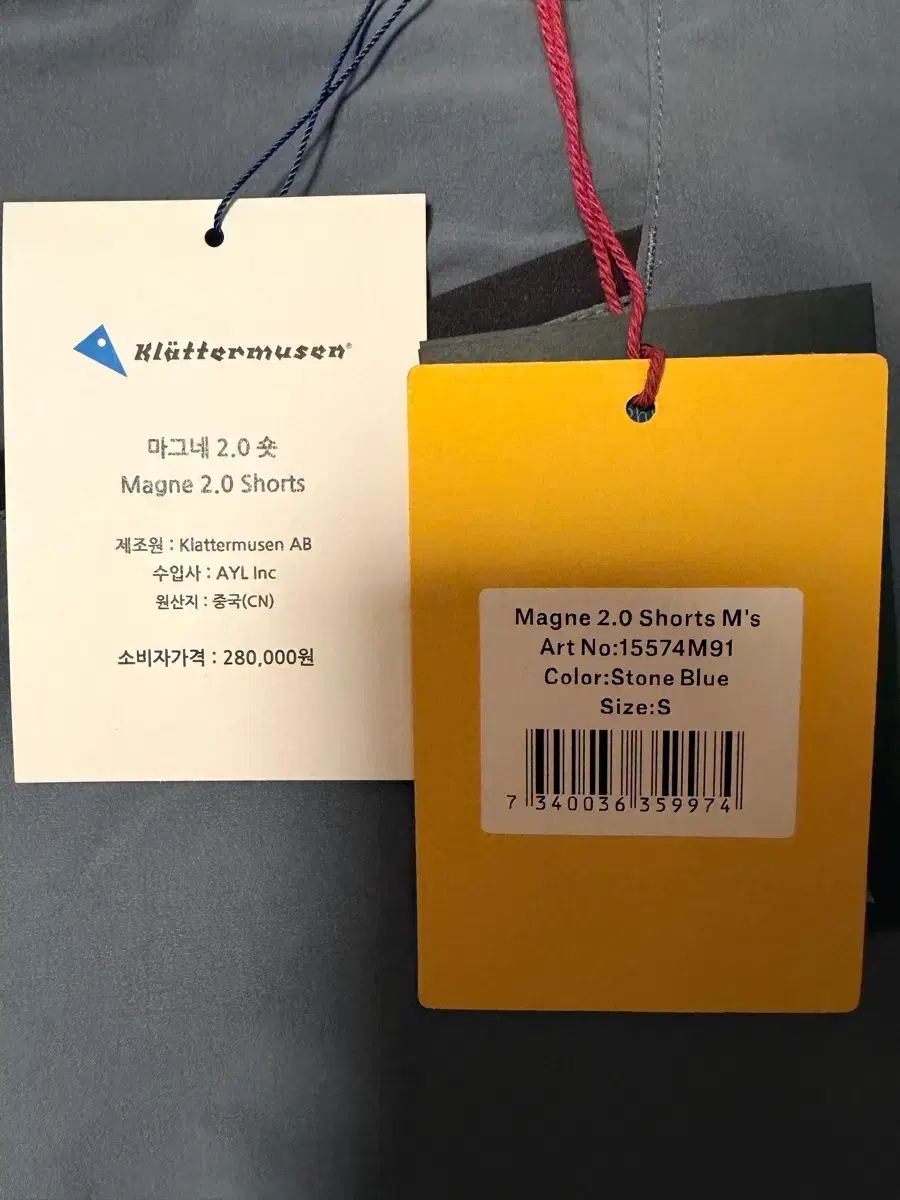 Klättermusen®
마그네 2.0 숏
Magne 2.0 Shorts
제조원 : Klattermusen AB
수입사 : AYL Inc
원산지 : 중국(CN)
소비자가격 : 280,000원
Magne 2.0 Shorts M's
Art No:15574M91
Color:Stone Blue
Size:S
7 340036 359974